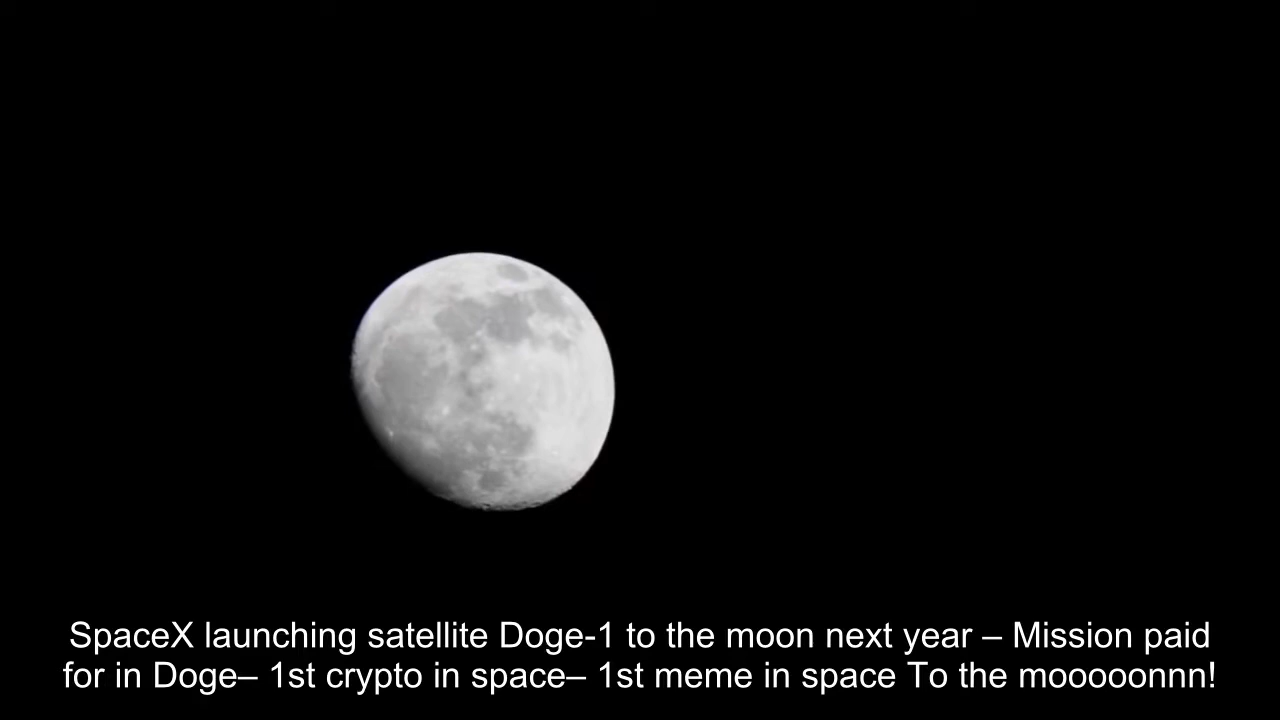 SpaceX launching satellite Doge-1 to the moon next year – Mission paid
for in Doge– 1st crypto in space– 1st meme in space To the mooooonnn!